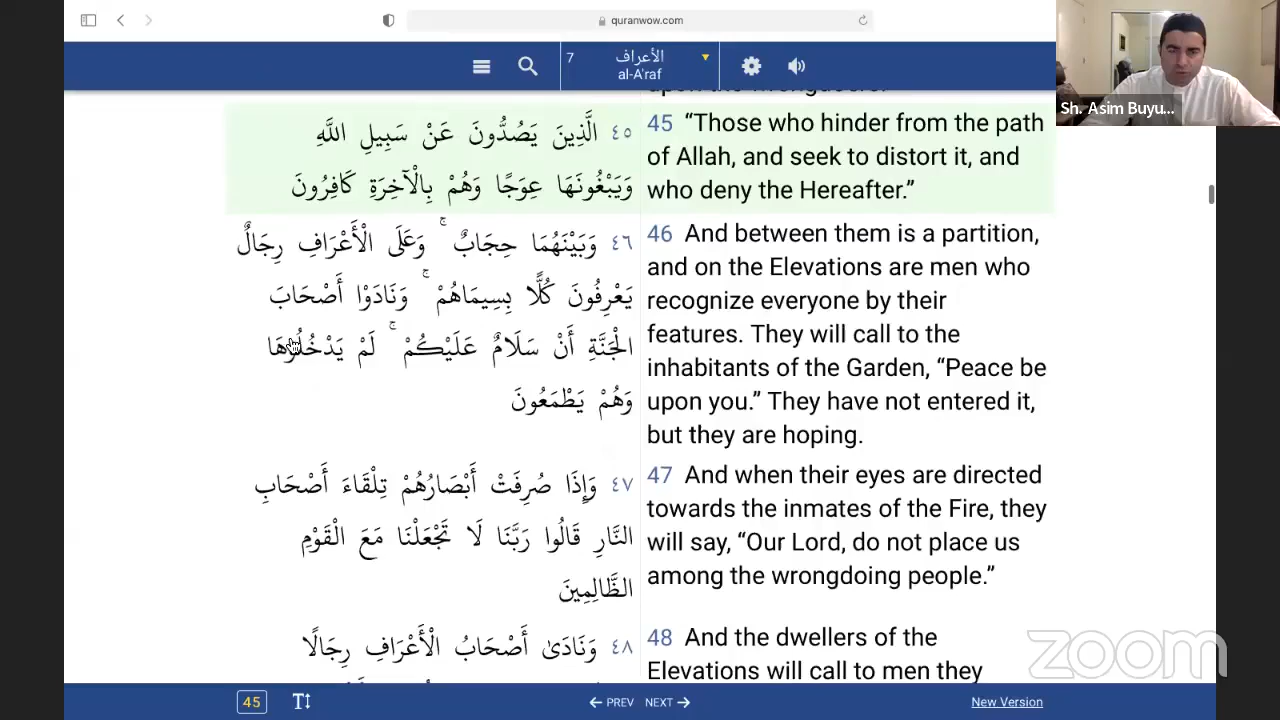 quranwow.com
7
الأعراف
al-A'raf
٤٥ الَّذِينَ يَصُدُّونَ عَنْ سَبِيلِ اللَّهِ
وَيَبْغُونَهَا عِوَجًا وَهُمْ بِالْآخِرَةِ كَافِرُونَ
45 “Those who hinder from the path
of Allah, and seek to distort it, and
who deny the Hereafter.”
٤٦ وَبَيْنَهُمَا حِجَابٌ ۚ وَعَلَى الْأَعْرَافِ رِجَالٌ
يَعْرِفُونَ كُلًّا بِسِيمَاهُمْ ۚ وَنَادَوْا أَصْحَابَ
الْجَنَّةِ أَنْ سَلَامٌ عَلَيْكُمْ ۚ لَمْ يَدْخُلُوهَا
وَهُمْ يَطْمَعُونَ
46 And between them is a partition,
and on the Elevations are men who
recognize everyone by their
features. They will call to the
inhabitants of the Garden, “Peace be
upon you.” They have not entered it,
but they are hoping.
٤٧ وَإِذَا صُرِفَتْ أَبْصَارُهُمْ تِلْقَاءَ أَصْحَابِ
النَّارِ قَالُوا رَبَّنَا لَا تَجْعَلْنَا مَعَ الْقَوْمِ
الظَّالِمِينَ
47 And when their eyes are directed
towards the inmates of the Fire, they
will say, “Our Lord, do not place us
among the wrongdoing people.”
٤٨ وَنَادَىٰ أَصْحَابُ الْأَعْرَافِ رِجَالًا
48 And the dwellers of the
Elevations will call to men they
45
PREV NEXT
New Version
Sh. Asim Buyu...
zoom